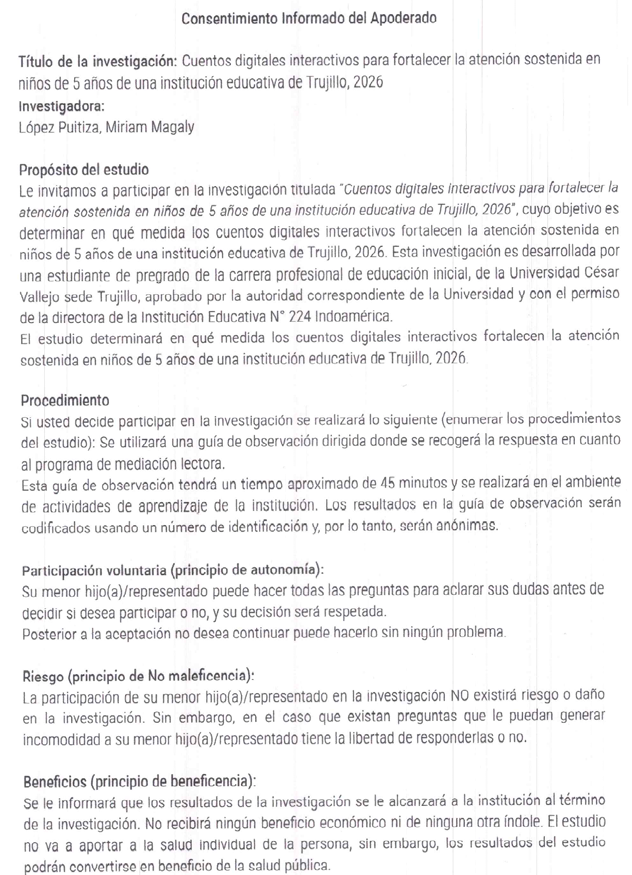 Consentimiento Informado del Apoderado
Título de la investigación: Cuentos digitales interactivos para fortalecer la atención sostenida en
niños de 5 años de una institución educativa de Trujillo, 2026
Investigadora:
López Puitiza, Miriam Magaly
Propósito del estudio
Le invitamos a participar en la investigación titulada "Cuentos digitales interactivos para fortalecer la
atención sostenida en niños de 5 años de una institución educativa de Trujillo, 2026", cuyo objetivo es
determinar en qué medida los cuentos digitales interactivos fortalecen la atención sostenida en
niños de 5 años de una institución educativa de Trujillo, 2026. Esta investigación es desarrollada por
una estudiante de pregrado de la carrera profesional de educación inicial, de la Universidad César
Vallejo sede Trujillo, aprobado por la autoridad correspondiente de la Universidad y con el permiso
de la directora de la Institución Educativa N° 224 Indoamérica.
El estudio determinará en qué medida los cuentos digitales interactivos fortalecen la atención
sostenida en niños de 5 años de una institución educativa de Trujillo, 2026.
Procedimiento
Si usted decide participar en la investigación se realizará lo siguiente (enumerar los procedimientos
del estudio): Se utilizará una guía de observación dirigida donde se recogerá la respuesta en cuanto
al programa de mediación lectora.
Esta guía de observación tendrá un tiempo aproximado de 45 minutos y se realizará en el ambiente
de actividades de aprendizaje de la institución. Los resultados en la guía de observación serán
codificados usando un número de identificación y, por lo tanto, serán anónimas.
Participación voluntaria (principio de autonomía):
Su menor hijo(a)/representado puede hacer todas las preguntas para aclarar sus dudas antes de
decidir si desea participar o no, y su decisión será respetada.
Posterior a la aceptación no desea continuar puede hacerlo sin ningún problema.
Riesgo (principio de No maleficencia):
La participación de su menor hijo(a)/representado en la investigación NO existirá riesgo o daño
en la investigación. Sin embargo, en el caso que existan preguntas que le puedan generar
incomodidad a su menor hijo(a)/representado tiene la libertad de responderlas o no.
Beneficios (principio de beneficencia):
Se le informará que los resultados de la investigación se le alcanzará a la institución al término
de la investigación. No recibirá ningún beneficio económico ni de ninguna otra índole. El estudio
no va a aportar a la salud individual de la persona, sin embargo, los resultados del estudio
podrán convertirse en beneficio de la salud pública.